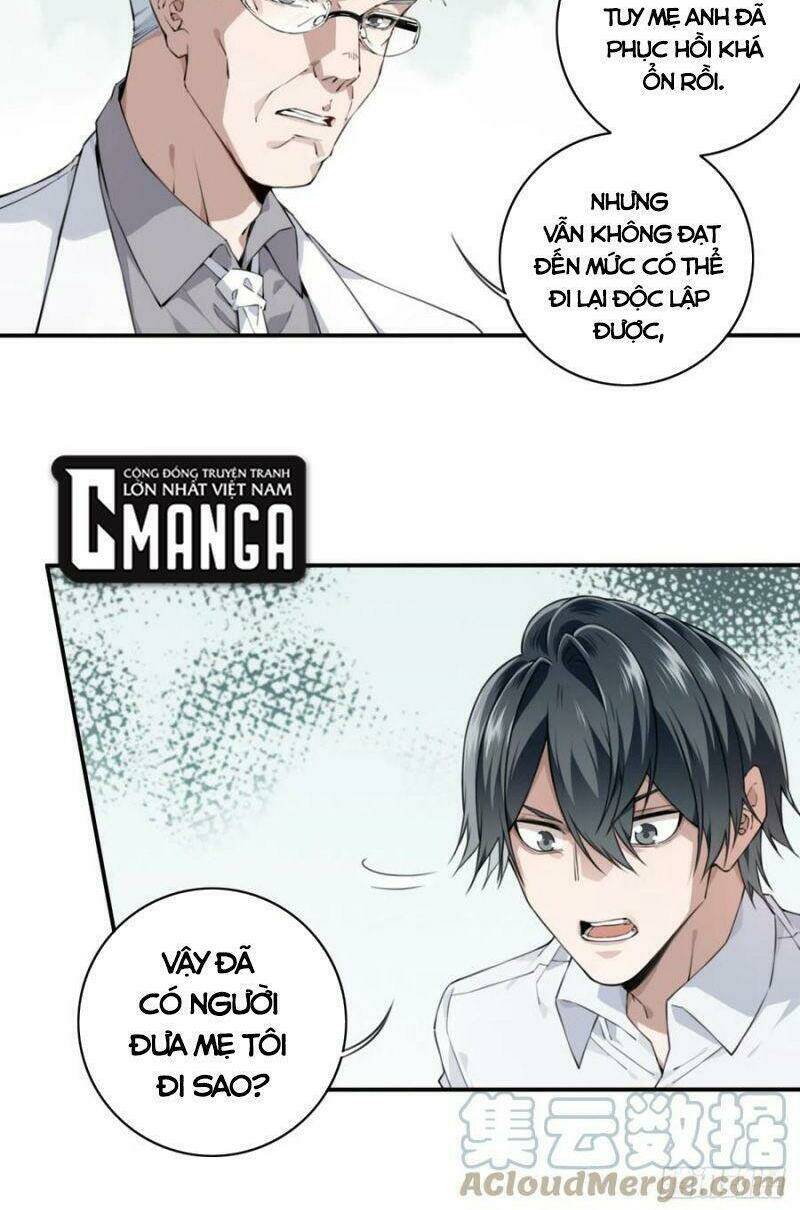 TUY MẸ ANH ĐÃ
PHỤC HỒI KHÁ
ỔN RỒI.
NHƯNG
VẪN KHÔNG ĐẠT
ĐẾN MỨC CÓ THỂ
ĐI LẠI ĐỘC LẬP
ĐƯỢC,
CỘNG ĐỒNG TRUYỆN TRANH
LỚN NHẤT VIỆT NAM
CMANGA
VẬY ĐÃ
CÓ NGƯỜI
ĐƯA MẸ TÔI
ĐI SAO?
集云数据
ACloudMerge.com